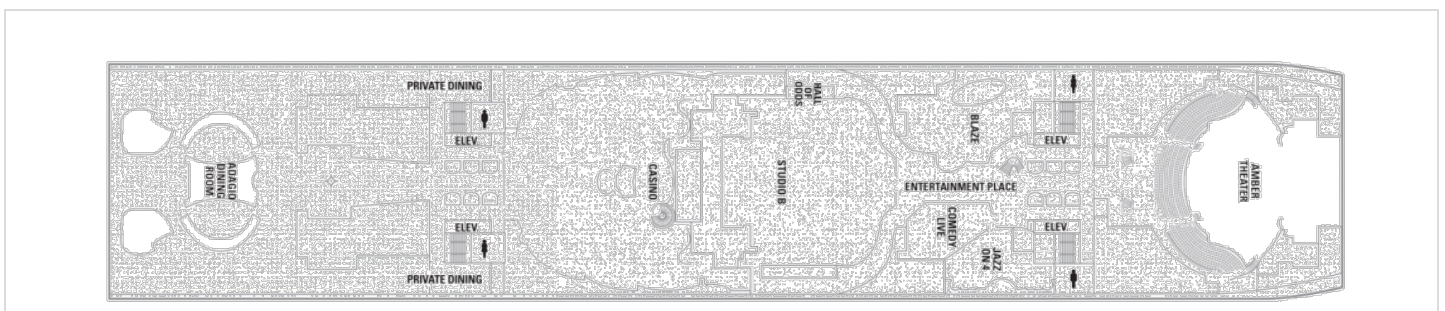 PRIVATE DINING
ELEV.
ADAGIO
DINING
ROOM
ELEV.
PRIVATE DINING
CASINO
STUDIO B
HALL
OF
ODDS
BLAZE
ENTERTAINMENT PLACE
COMEDY
LIVE
JAZZ
ON 4
ELEV.
ELEV.
AMBER
THEATER